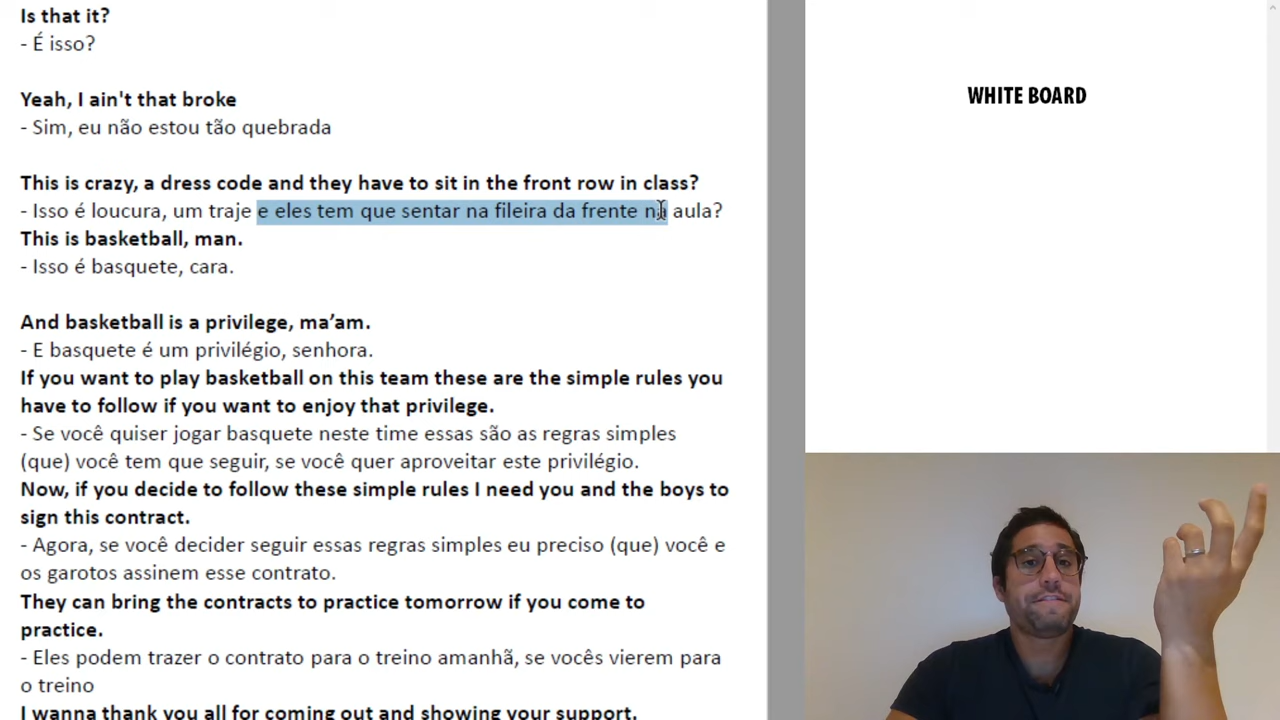 Is that it?
- É isso?
Yeah, I ain't that broke
- Sim, eu não estou tão quebrada
This is crazy, a dress code and they have to sit in the front row in class?
- Isso é loucura, um traje e eles tem que sentar na fileira da frente na aula?
This is basketball, man.
- Isso é basquete, cara.
And basketball is a privilege, ma’am.
- E basquete é um privilégio, senhora.
If you want to play basketball on this team these are the simple rules you
have to follow if you want to enjoy that privilege.
- Se você quiser jogar basquete neste time essas são as regras simples
(que) você tem que seguir, se você quer aproveitar este privilégio.
Now, if you decide to follow these simple rules I need you and the boys to
sign this contract.
- Agora, se você decider seguir essas regras simples eu preciso (que) você e
os garotos assinem esse contrato.
They can bring the contracts to practice tomorrow if you come to
practice.
- Eles podem trazer o contrato para o treino amanhã, se vocês vierem para
o treino
I wanna thank you all for coming out and showing your support.
WHITE BOARD